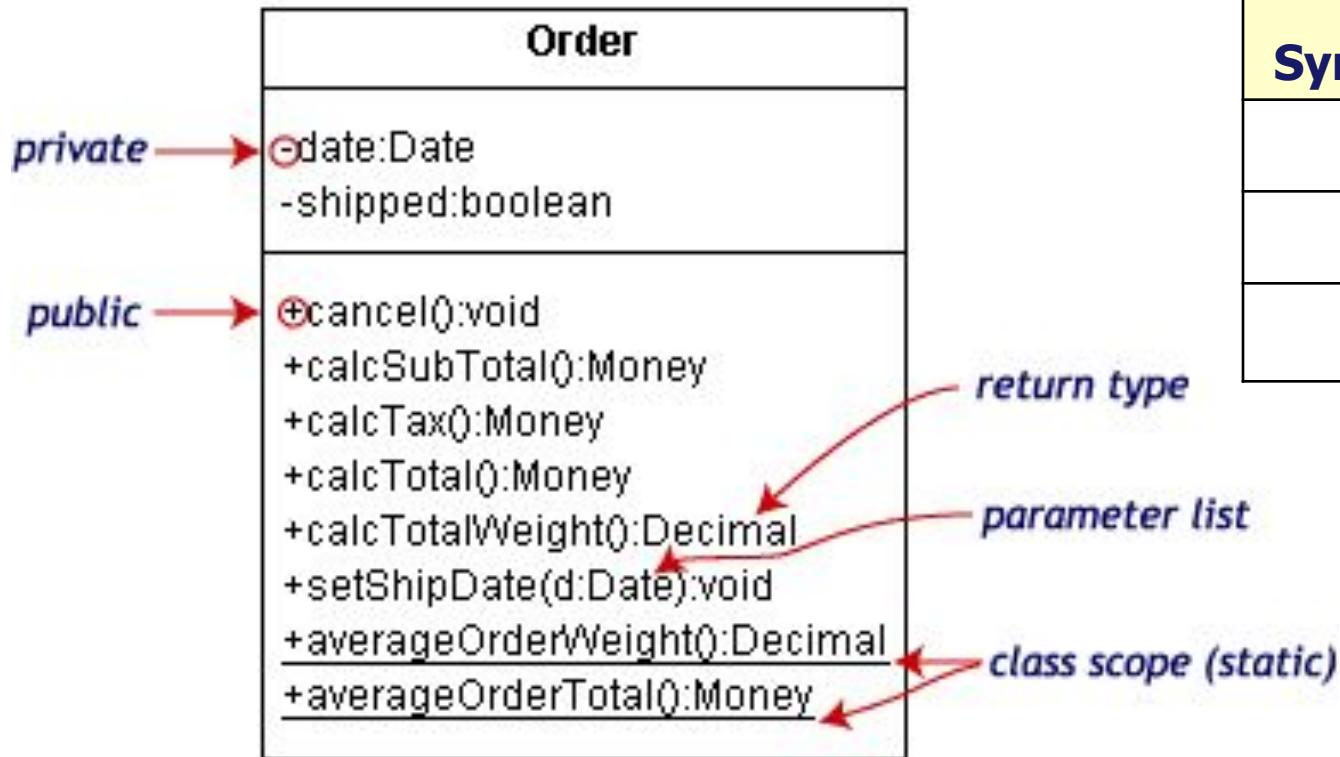 Order
private
-date:Date
-shipped:boolean
public
+cancel():void
+calcSubTotal():Money
+calcTax():Money
+calcTotal():Money
+calcTotalWeight():Decimal
+setShipDate(d:Date):void
+averageOrderWeight():Decimal
+averageOrderTotal():Money
return type
parameter list
class scope (static)